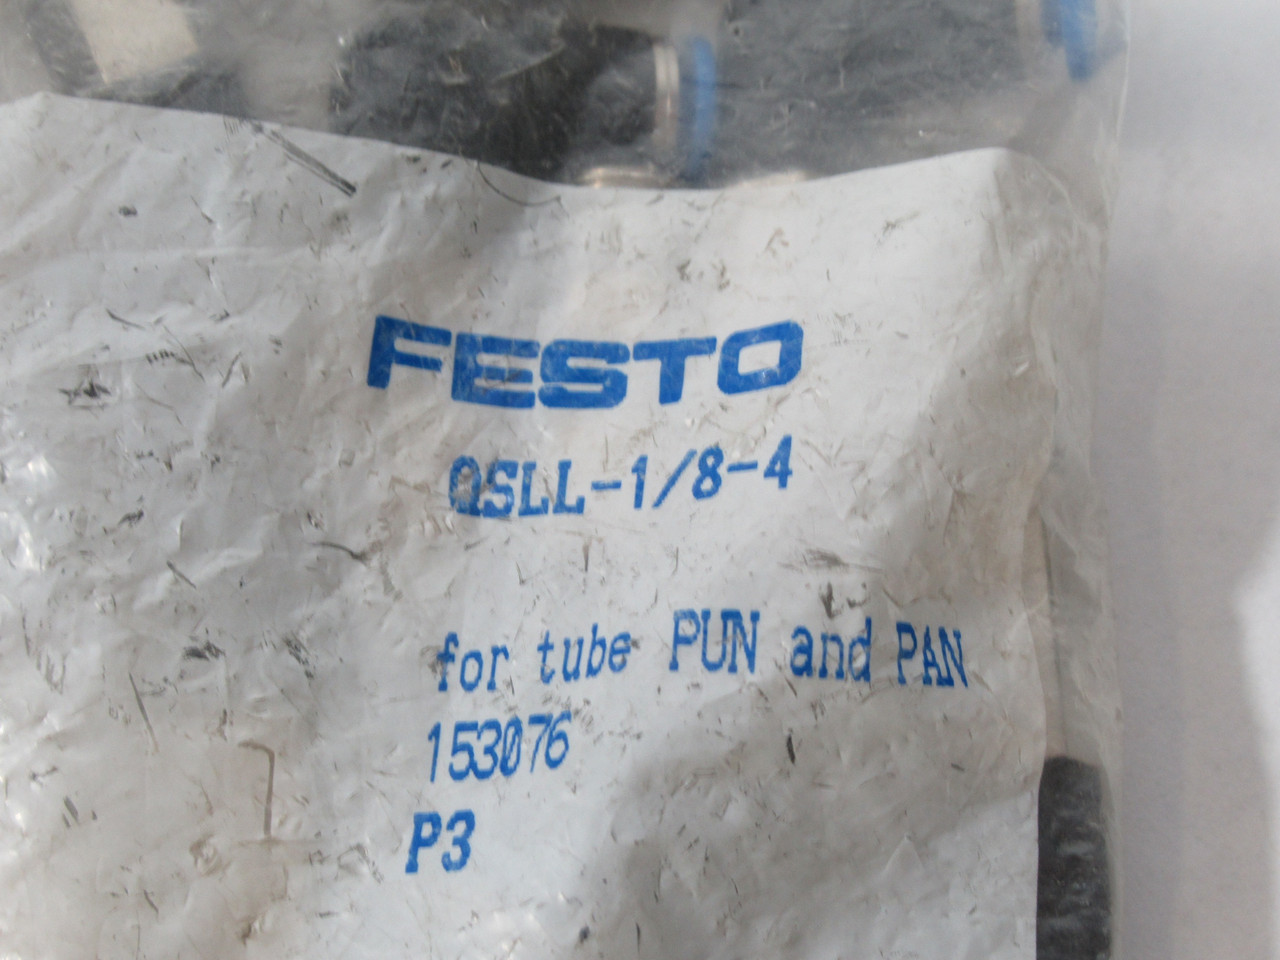 FESTO
QSLL-1/8-4
for tube PUN and PAN
153076
P3